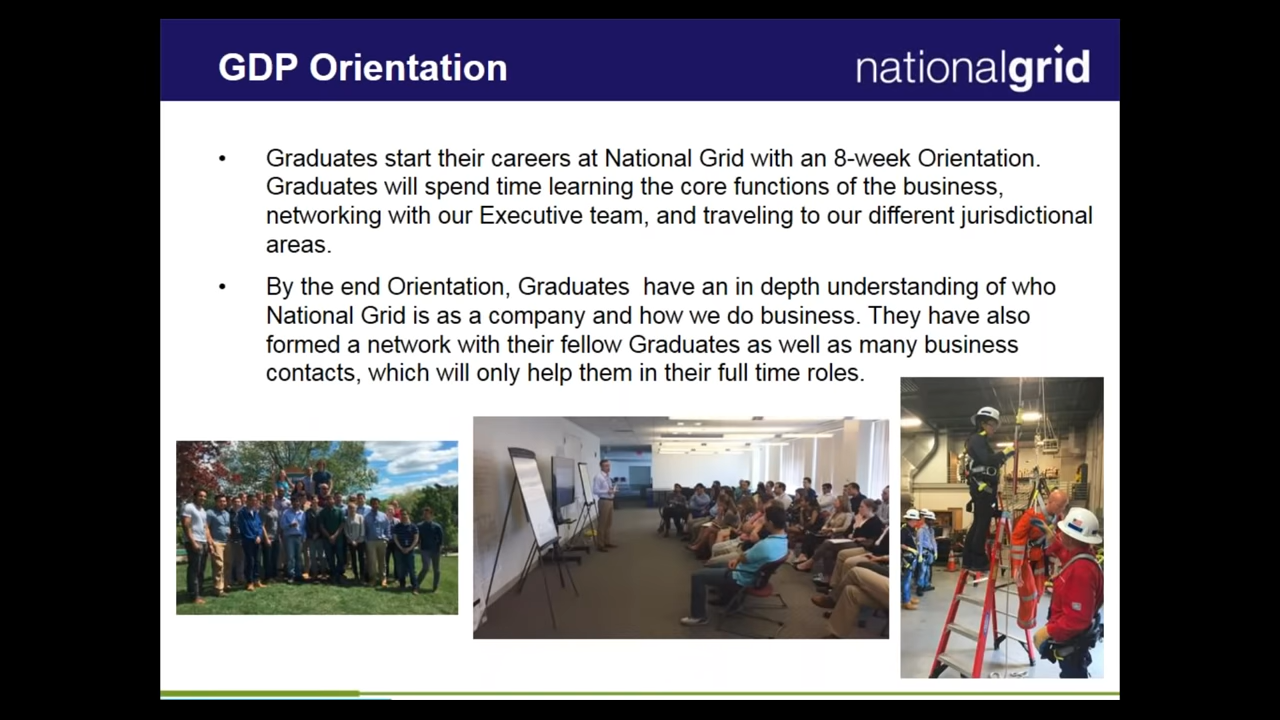 GDP Orientation
nationalgrid
• Graduates start their careers at National Grid with an 8-week Orientation.
Graduates will spend time learning the core functions of the business,
networking with our Executive team, and traveling to our different jurisdictional
areas.
• By the end Orientation, Graduates  have an in depth understanding of who
National Grid is as a company and how we do business. They have also
formed a network with their fellow Graduates as well as many business
contacts, which will only help them in their full time roles.